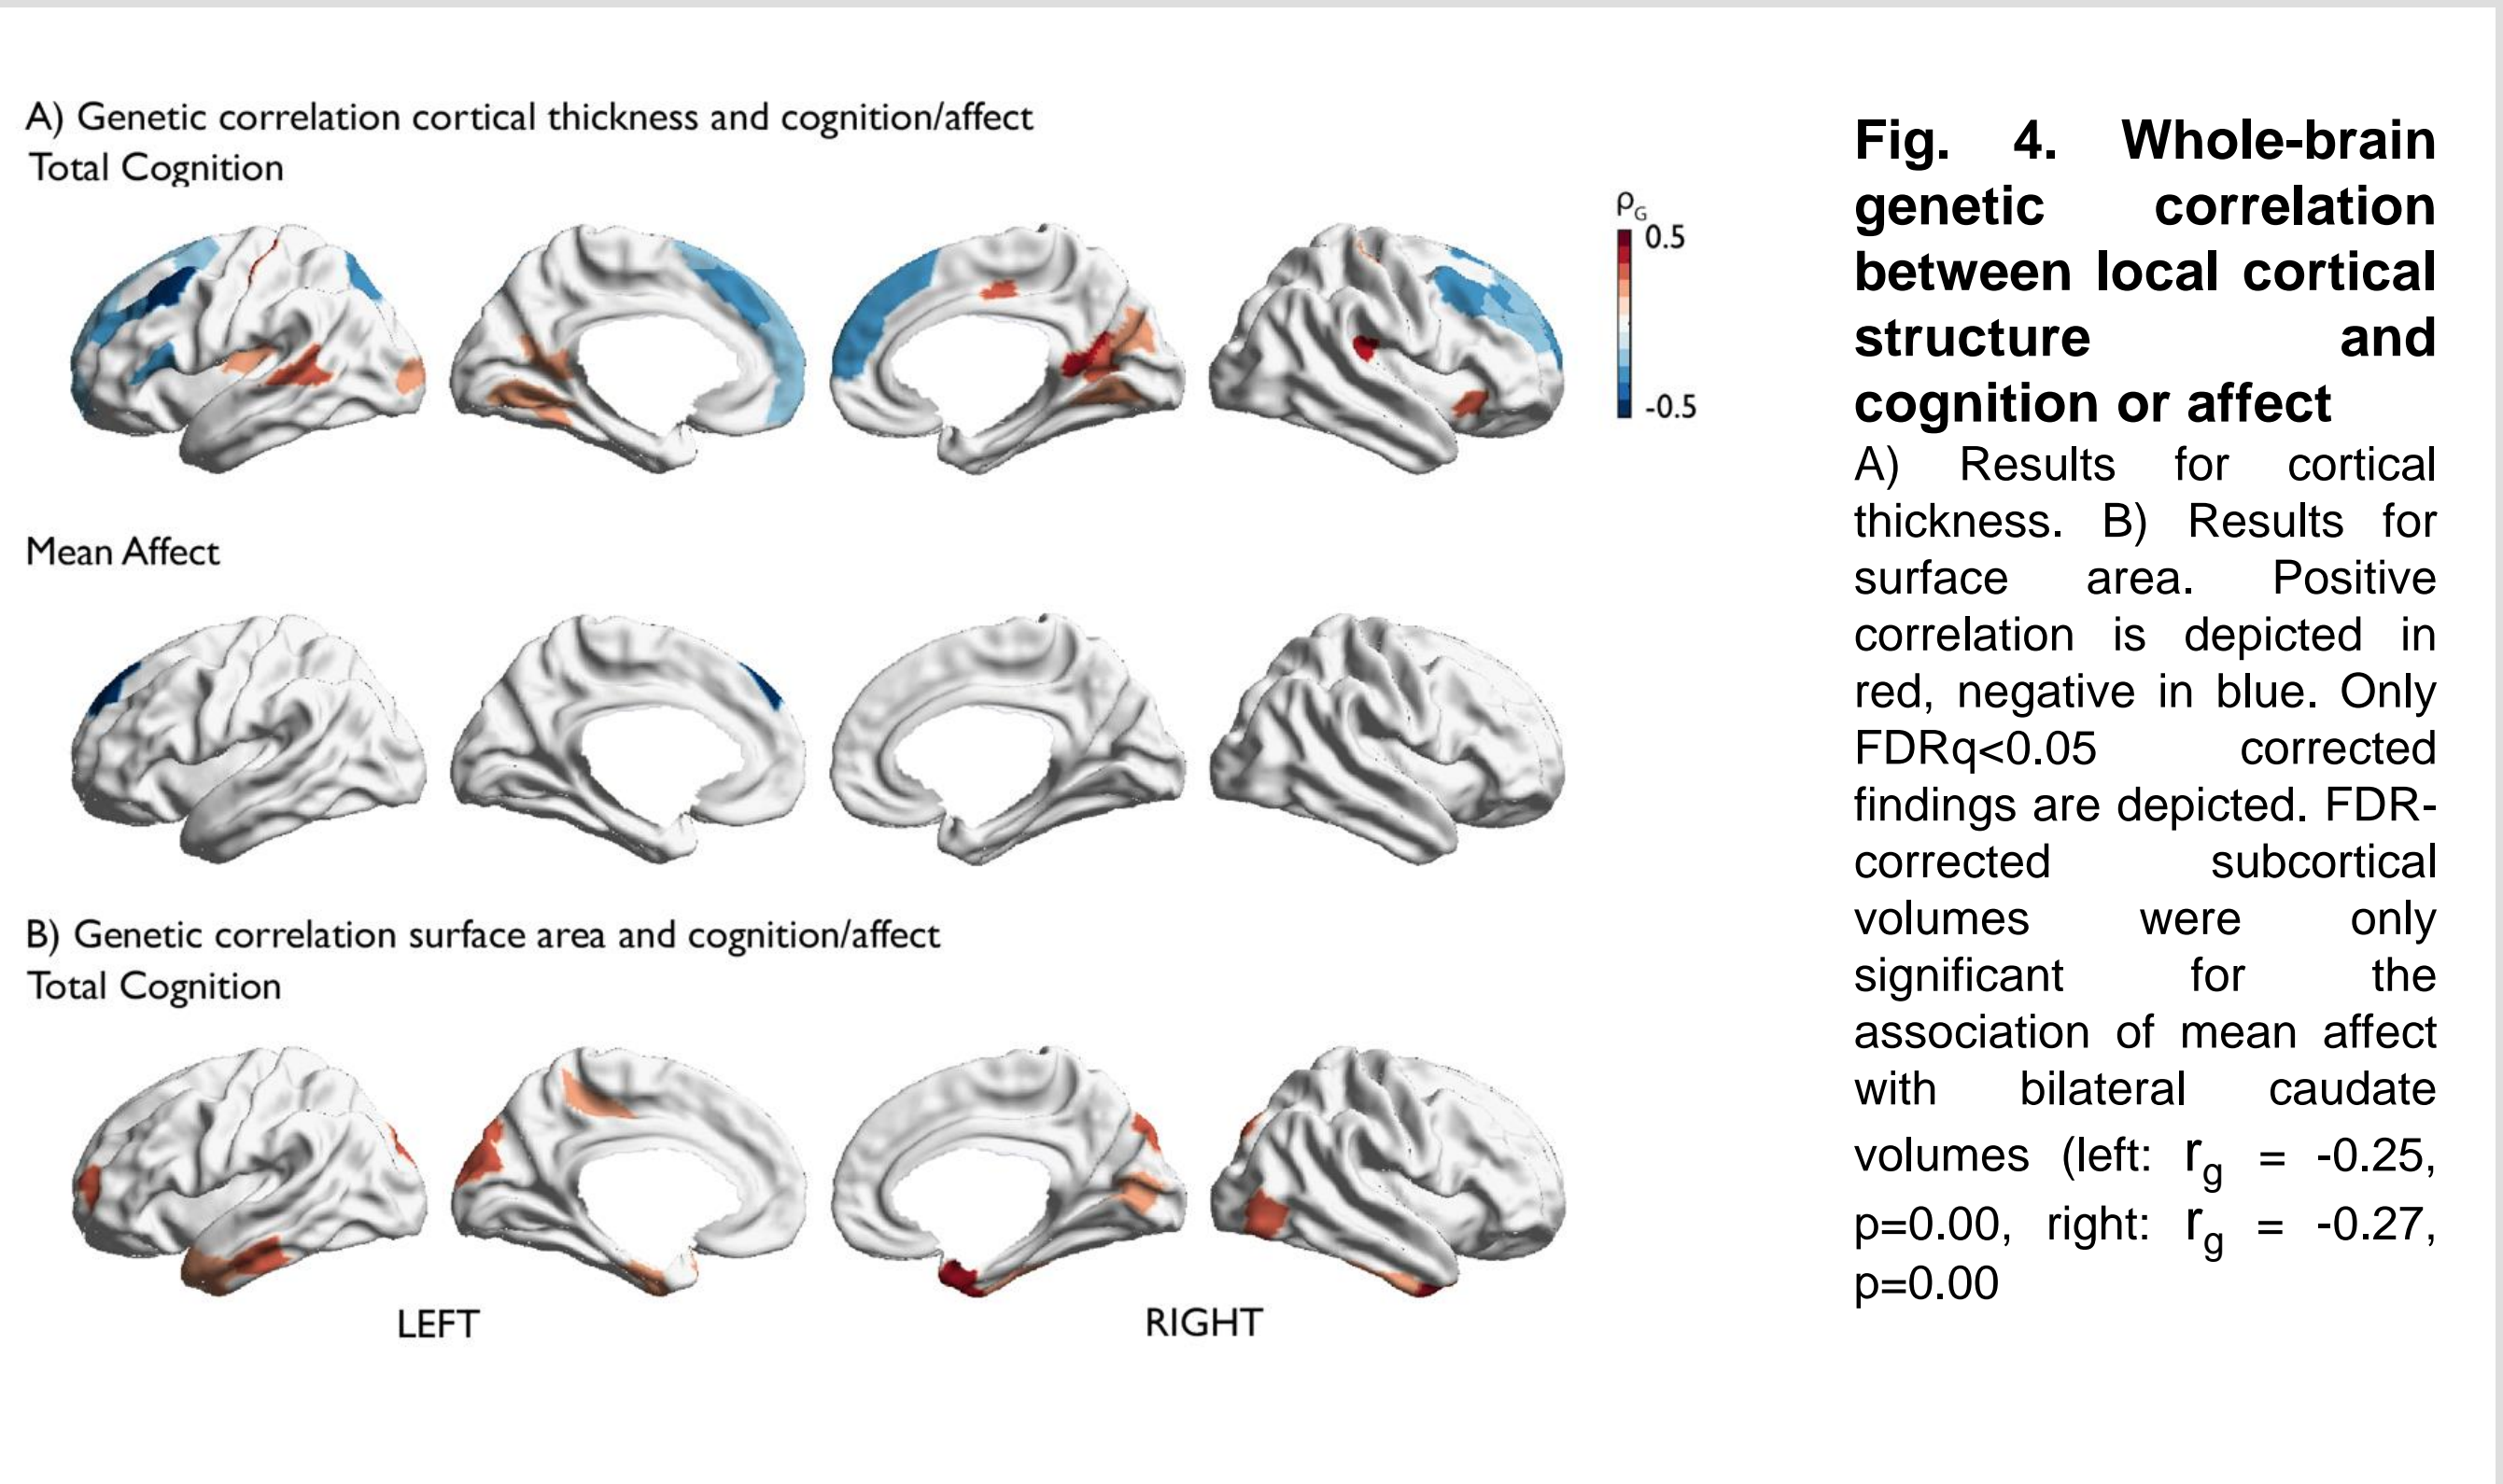 A) Genetic correlation cortical thickness and cognition/affect
Total Cognition
ρG
0.5
-0.5
Mean Affect
B) Genetic correlation surface area and cognition/affect
Total Cognition
LEFT
RIGHT
Fig. 4. Whole-brain
genetic correlation
between local cortical
structure and
cognition or affect
A) Results for cortical
thickness. B) Results for
surface area. Positive
correlation is depicted in
red, negative in blue. Only
FDRq<0.05 corrected
findings are depicted. FDR-
corrected subcortical
volumes were only
significant for the
association of mean affect
with bilateral caudate
volumes (left: rg = -0.25,
p=0.00, right: rg = -0.27,
p=0.00